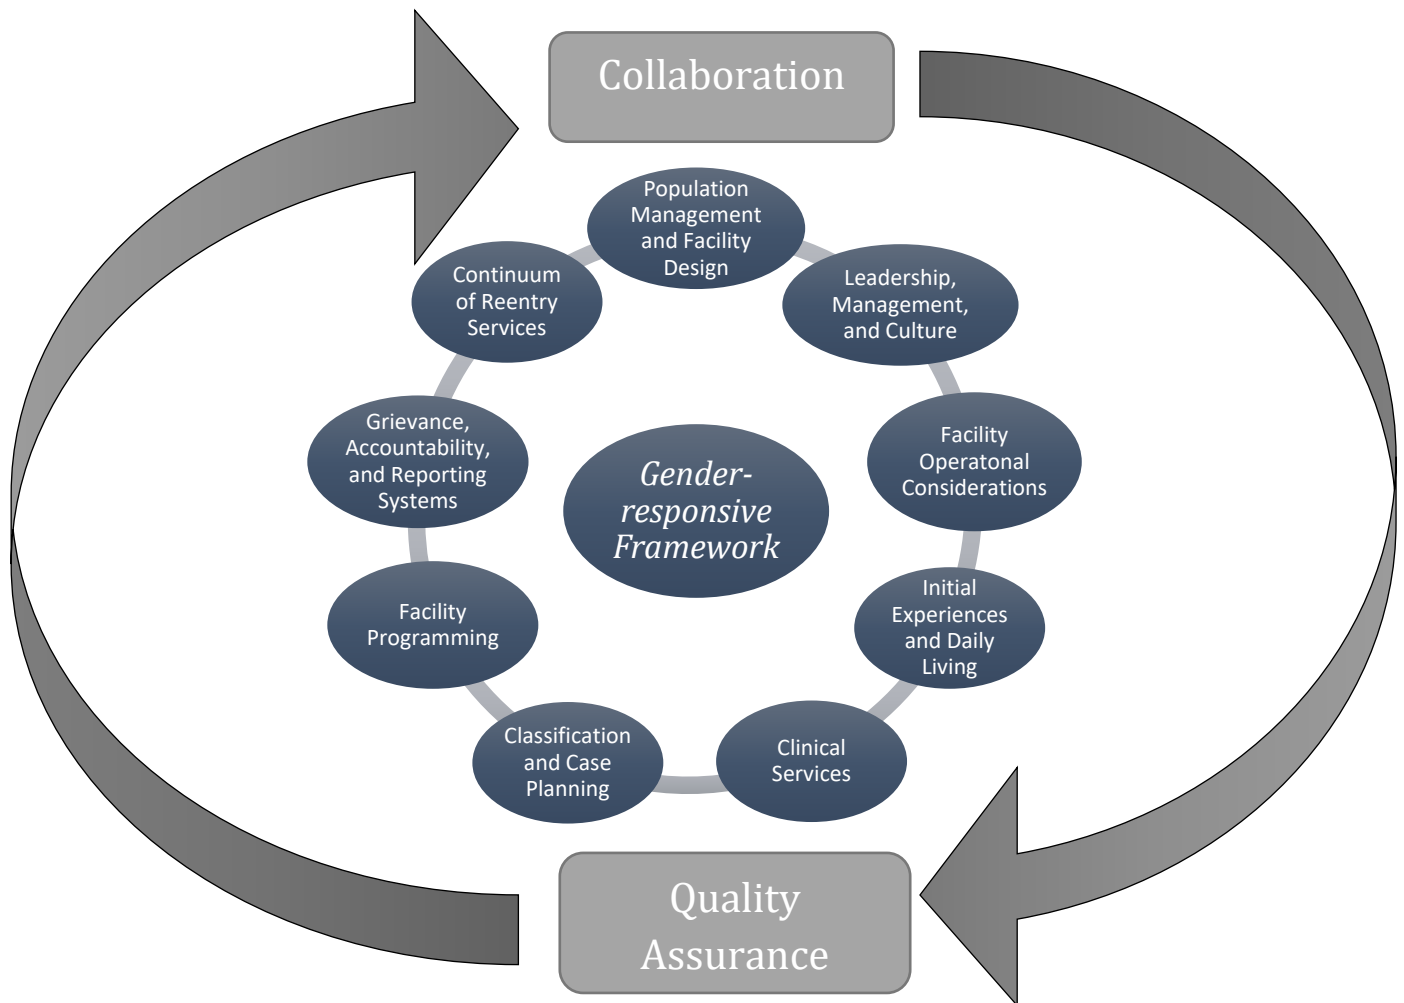 Collaboration
Population
Management
and Facility
Design
Leadership,
Management,
and Culture
Facility
Operatonal
Considerations
Initial
Experiences
and Daily
Living
Clinical
Services
Classification
and Case
Planning
Facility
Programming
Grievance,
Accountability,
and Reporting
Systems
Continuum
of Reentry
Services
Gender-
responsive
Framework
Quality
Assurance